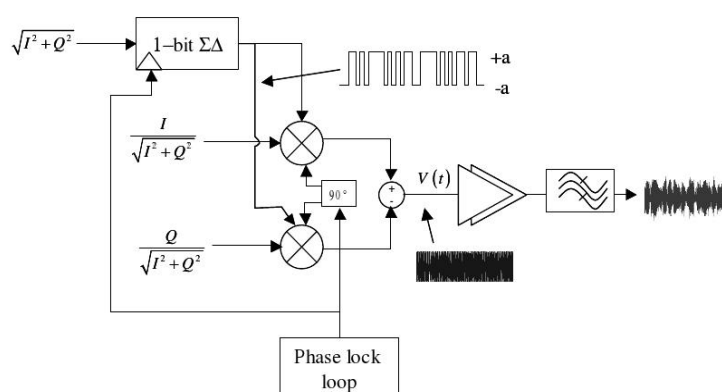 √I² + Q²
1–bit ΣΔ
+a
-a
I
√I² + Q²
V(t)
+
-
90°
Q
√I² + Q²
Phase lock
loop